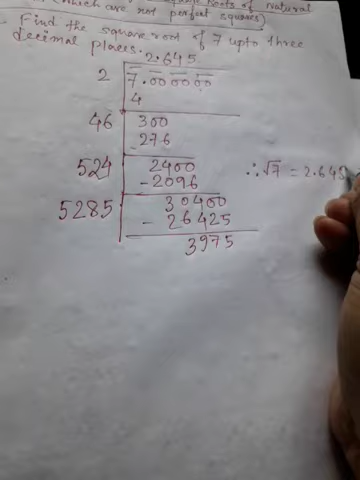 (which are not perfect squares)
Find the square root of 7 upto three
decimal places.
2.645
2 7.00 00 00
4
46 300
-276
524 2400
-2096
5285 30400
- 26425
3975
∴ √7 = 2.645